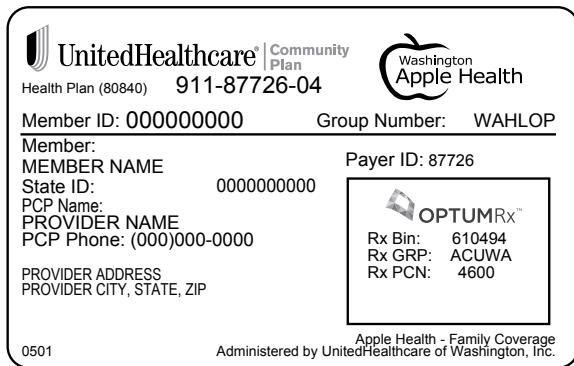 UnitedHealthcare® Community Plan
Washington Apple Health
Health Plan (80840) 911-87726-04
Member ID: 000000000 Group Number: WAHLOP
Member:
MEMBER NAME
State ID: 0000000000
PCP Name:
PROVIDER NAME
PCP Phone: (000)000-0000
PROVIDER ADDRESS
PROVIDER CITY, STATE, ZIP
Payer ID: 87726
OPTUMRx™
Rx Bin: 610494
Rx GRP: ACUWA
Rx PCN: 4600
Apple Health - Family Coverage
0501 Administered by UnitedHealthcare of Washington, Inc.